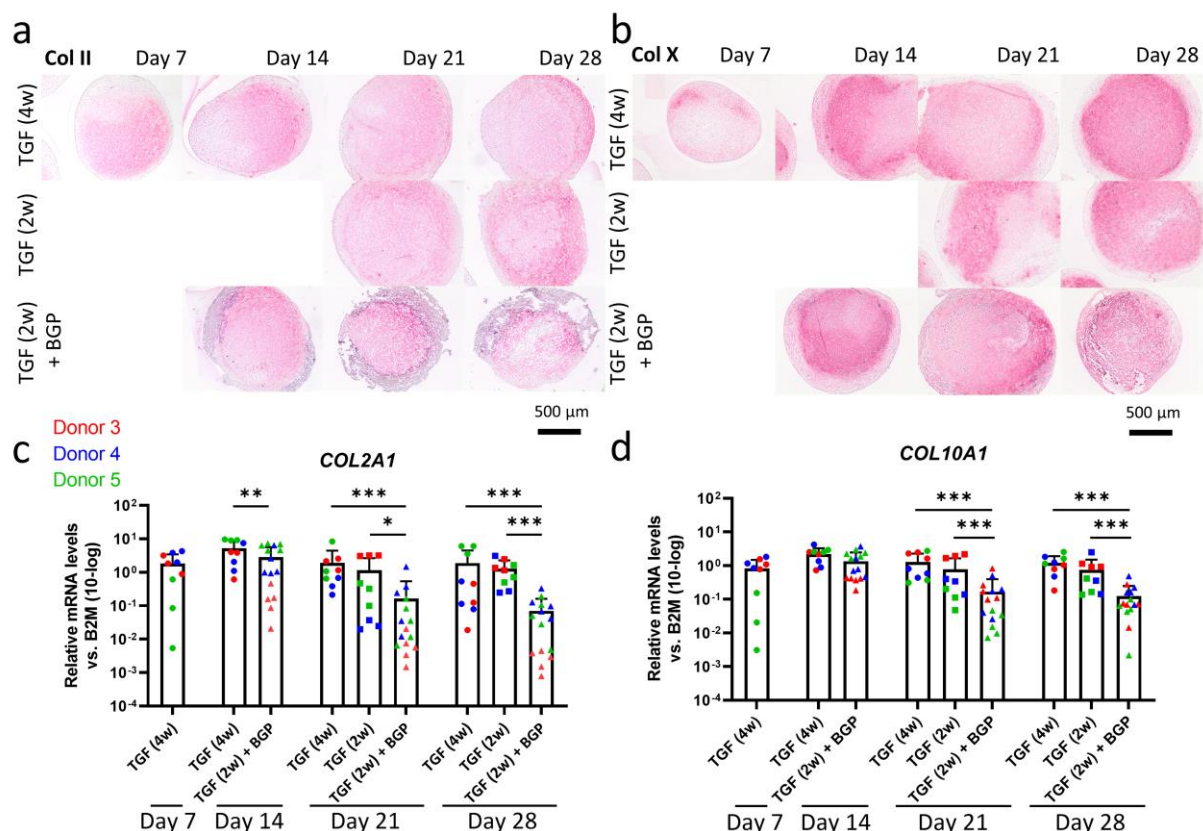 a
Col II Day 7 Day 14 Day 21 Day 28
TGF (4w)
TGF (2w)
TGF (2w)
+ BGP
500 µm
b
Col X Day 7 Day 14 Day 21 Day 28
TGF (4w)
TGF (2w)
TGF (2w)
+ BGP
500 µm
Donor 3
Donor 4
Donor 5
c
COL2A1
Relative mRNA levels
vs. B2M (10-log)
10²
10¹
10⁰
10⁻¹
10⁻²
10⁻³
10⁻⁴
** *** * *** ***
TGF (4w)
TGF (4w)
TGF (2w) + BGP
TGF (4w)
TGF (2w)
TGF (2w) + BGP
TGF (4w)
TGF (2w)
TGF (2w) + BGP
Day 7 Day 14 Day 21 Day 28
d
COL10A1
Relative mRNA levels
vs. B2M (10-log)
10²
10¹
10⁰
10⁻¹
10⁻²
10⁻³
10⁻⁴
*** *** *** ***
TGF (4w)
TGF (4w)
TGF (2w) + BGP
TGF (4w)
TGF (2w)
TGF (2w) + BGP
TGF (4w)
TGF (2w)
TGF (2w) + BGP
Day 7 Day 14 Day 21 Day 28